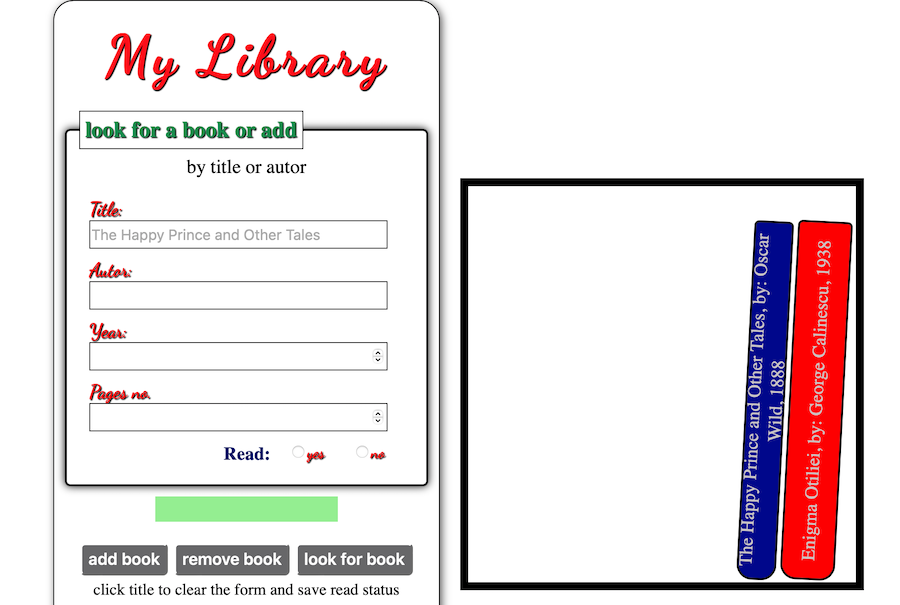 My Library
look for a book or add
by title or autor
Title:
The Happy Prince and Other Tales
Autor:
Year:
Pages no.
Read:
yes
no
add book
remove book
look for book
click title to clear the form and save read status
The Happy Prince and Other Tales, by: Oscar
Wild, 1888
Enigma Otiliei, by: George Calinescu, 1938